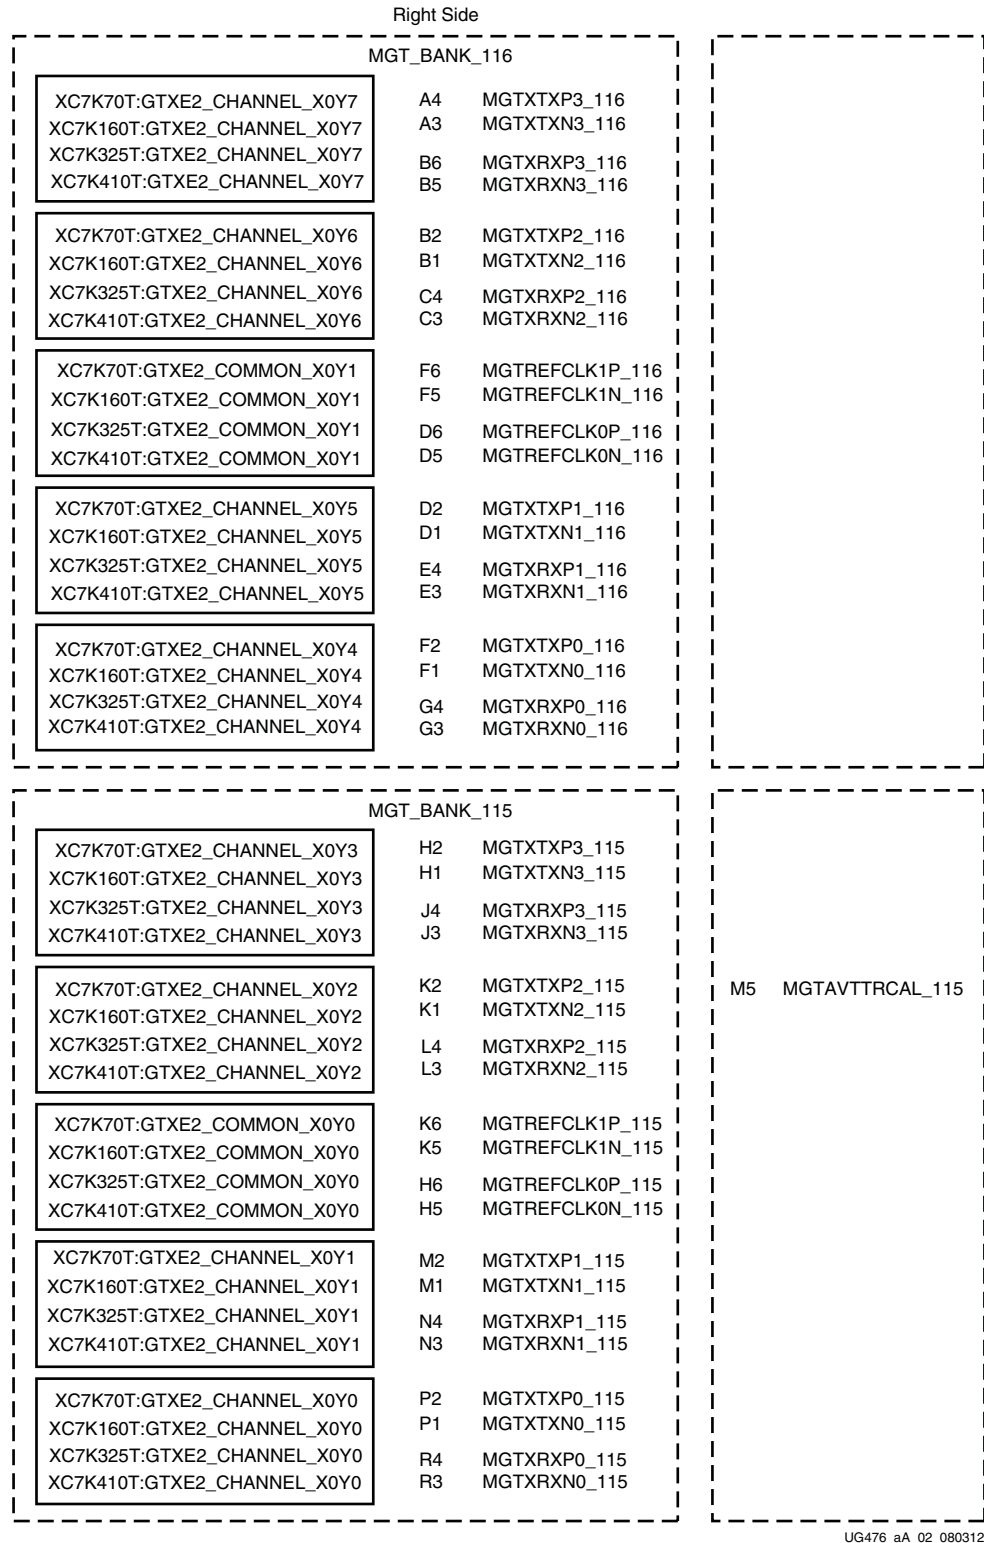 Right Side
MGT_BANK_116
XC7K70T:GTXE2_CHANNEL_X0Y7
XC7K160T:GTXE2_CHANNEL_X0Y7
XC7K325T:GTXE2_CHANNEL_X0Y7
XC7K410T:GTXE2_CHANNEL_X0Y7
A4 MGTXTXP3_116
A3 MGTXTXN3_116
B6 MGTXRXP3_116
B5 MGTXRXN3_116
XC7K70T:GTXE2_CHANNEL_X0Y6
XC7K160T:GTXE2_CHANNEL_X0Y6
XC7K325T:GTXE2_CHANNEL_X0Y6
XC7K410T:GTXE2_CHANNEL_X0Y6
B2 MGTXTXP2_116
B1 MGTXTXN2_116
C4 MGTXRXP2_116
C3 MGTXRXN2_116
XC7K70T:GTXE2_COMMON_X0Y1
XC7K160T:GTXE2_COMMON_X0Y1
XC7K325T:GTXE2_COMMON_X0Y1
XC7K410T:GTXE2_COMMON_X0Y1
F6 MGTREFCLK1P_116
F5 MGTREFCLK1N_116
D6 MGTREFCLK0P_116
D5 MGTREFCLK0N_116
XC7K70T:GTXE2_CHANNEL_X0Y5
XC7K160T:GTXE2_CHANNEL_X0Y5
XC7K325T:GTXE2_CHANNEL_X0Y5
XC7K410T:GTXE2_CHANNEL_X0Y5
D2 MGTXTXP1_116
D1 MGTXTXN1_116
E4 MGTXRXP1_116
E3 MGTXRXN1_116
XC7K70T:GTXE2_CHANNEL_X0Y4
XC7K160T:GTXE2_CHANNEL_X0Y4
XC7K325T:GTXE2_CHANNEL_X0Y4
XC7K410T:GTXE2_CHANNEL_X0Y4
F2 MGTXTXP0_116
F1 MGTXTXN0_116
G4 MGTXRXP0_116
G3 MGTXRXN0_116
MGT_BANK_115
XC7K70T:GTXE2_CHANNEL_X0Y3
XC7K160T:GTXE2_CHANNEL_X0Y3
XC7K325T:GTXE2_CHANNEL_X0Y3
XC7K410T:GTXE2_CHANNEL_X0Y3
H2 MGTXTXP3_115
H1 MGTXTXN3_115
J4 MGTXRXP3_115
J3 MGTXRXN3_115
XC7K70T:GTXE2_CHANNEL_X0Y2
XC7K160T:GTXE2_CHANNEL_X0Y2
XC7K325T:GTXE2_CHANNEL_X0Y2
XC7K410T:GTXE2_CHANNEL_X0Y2
K2 MGTXTXP2_115
K1 MGTXTXN2_115
L4 MGTXRXP2_115
L3 MGTXRXN2_115
M5 MGTAVTTRCAL_115
XC7K70T:GTXE2_COMMON_X0Y0
XC7K160T:GTXE2_COMMON_X0Y0
XC7K325T:GTXE2_COMMON_X0Y0
XC7K410T:GTXE2_COMMON_X0Y0
K6 MGTREFCLK1P_115
K5 MGTREFCLK1N_115
H6 MGTREFCLK0P_115
H5 MGTREFCLK0N_115
XC7K70T:GTXE2_CHANNEL_X0Y1
XC7K160T:GTXE2_CHANNEL_X0Y1
XC7K325T:GTXE2_CHANNEL_X0Y1
XC7K410T:GTXE2_CHANNEL_X0Y1
M2 MGTXTXP1_115
M1 MGTXTXN1_115
N4 MGTXRXP1_115
N3 MGTXRXN1_115
XC7K70T:GTXE2_CHANNEL_X0Y0
XC7K160T:GTXE2_CHANNEL_X0Y0
XC7K325T:GTXE2_CHANNEL_X0Y0
XC7K410T:GTXE2_CHANNEL_X0Y0
P2 MGTXTXP0_115
P1 MGTXTXN0_115
R4 MGTXRXP0_115
R3 MGTXRXN0_115
UG476_aA_02_080312